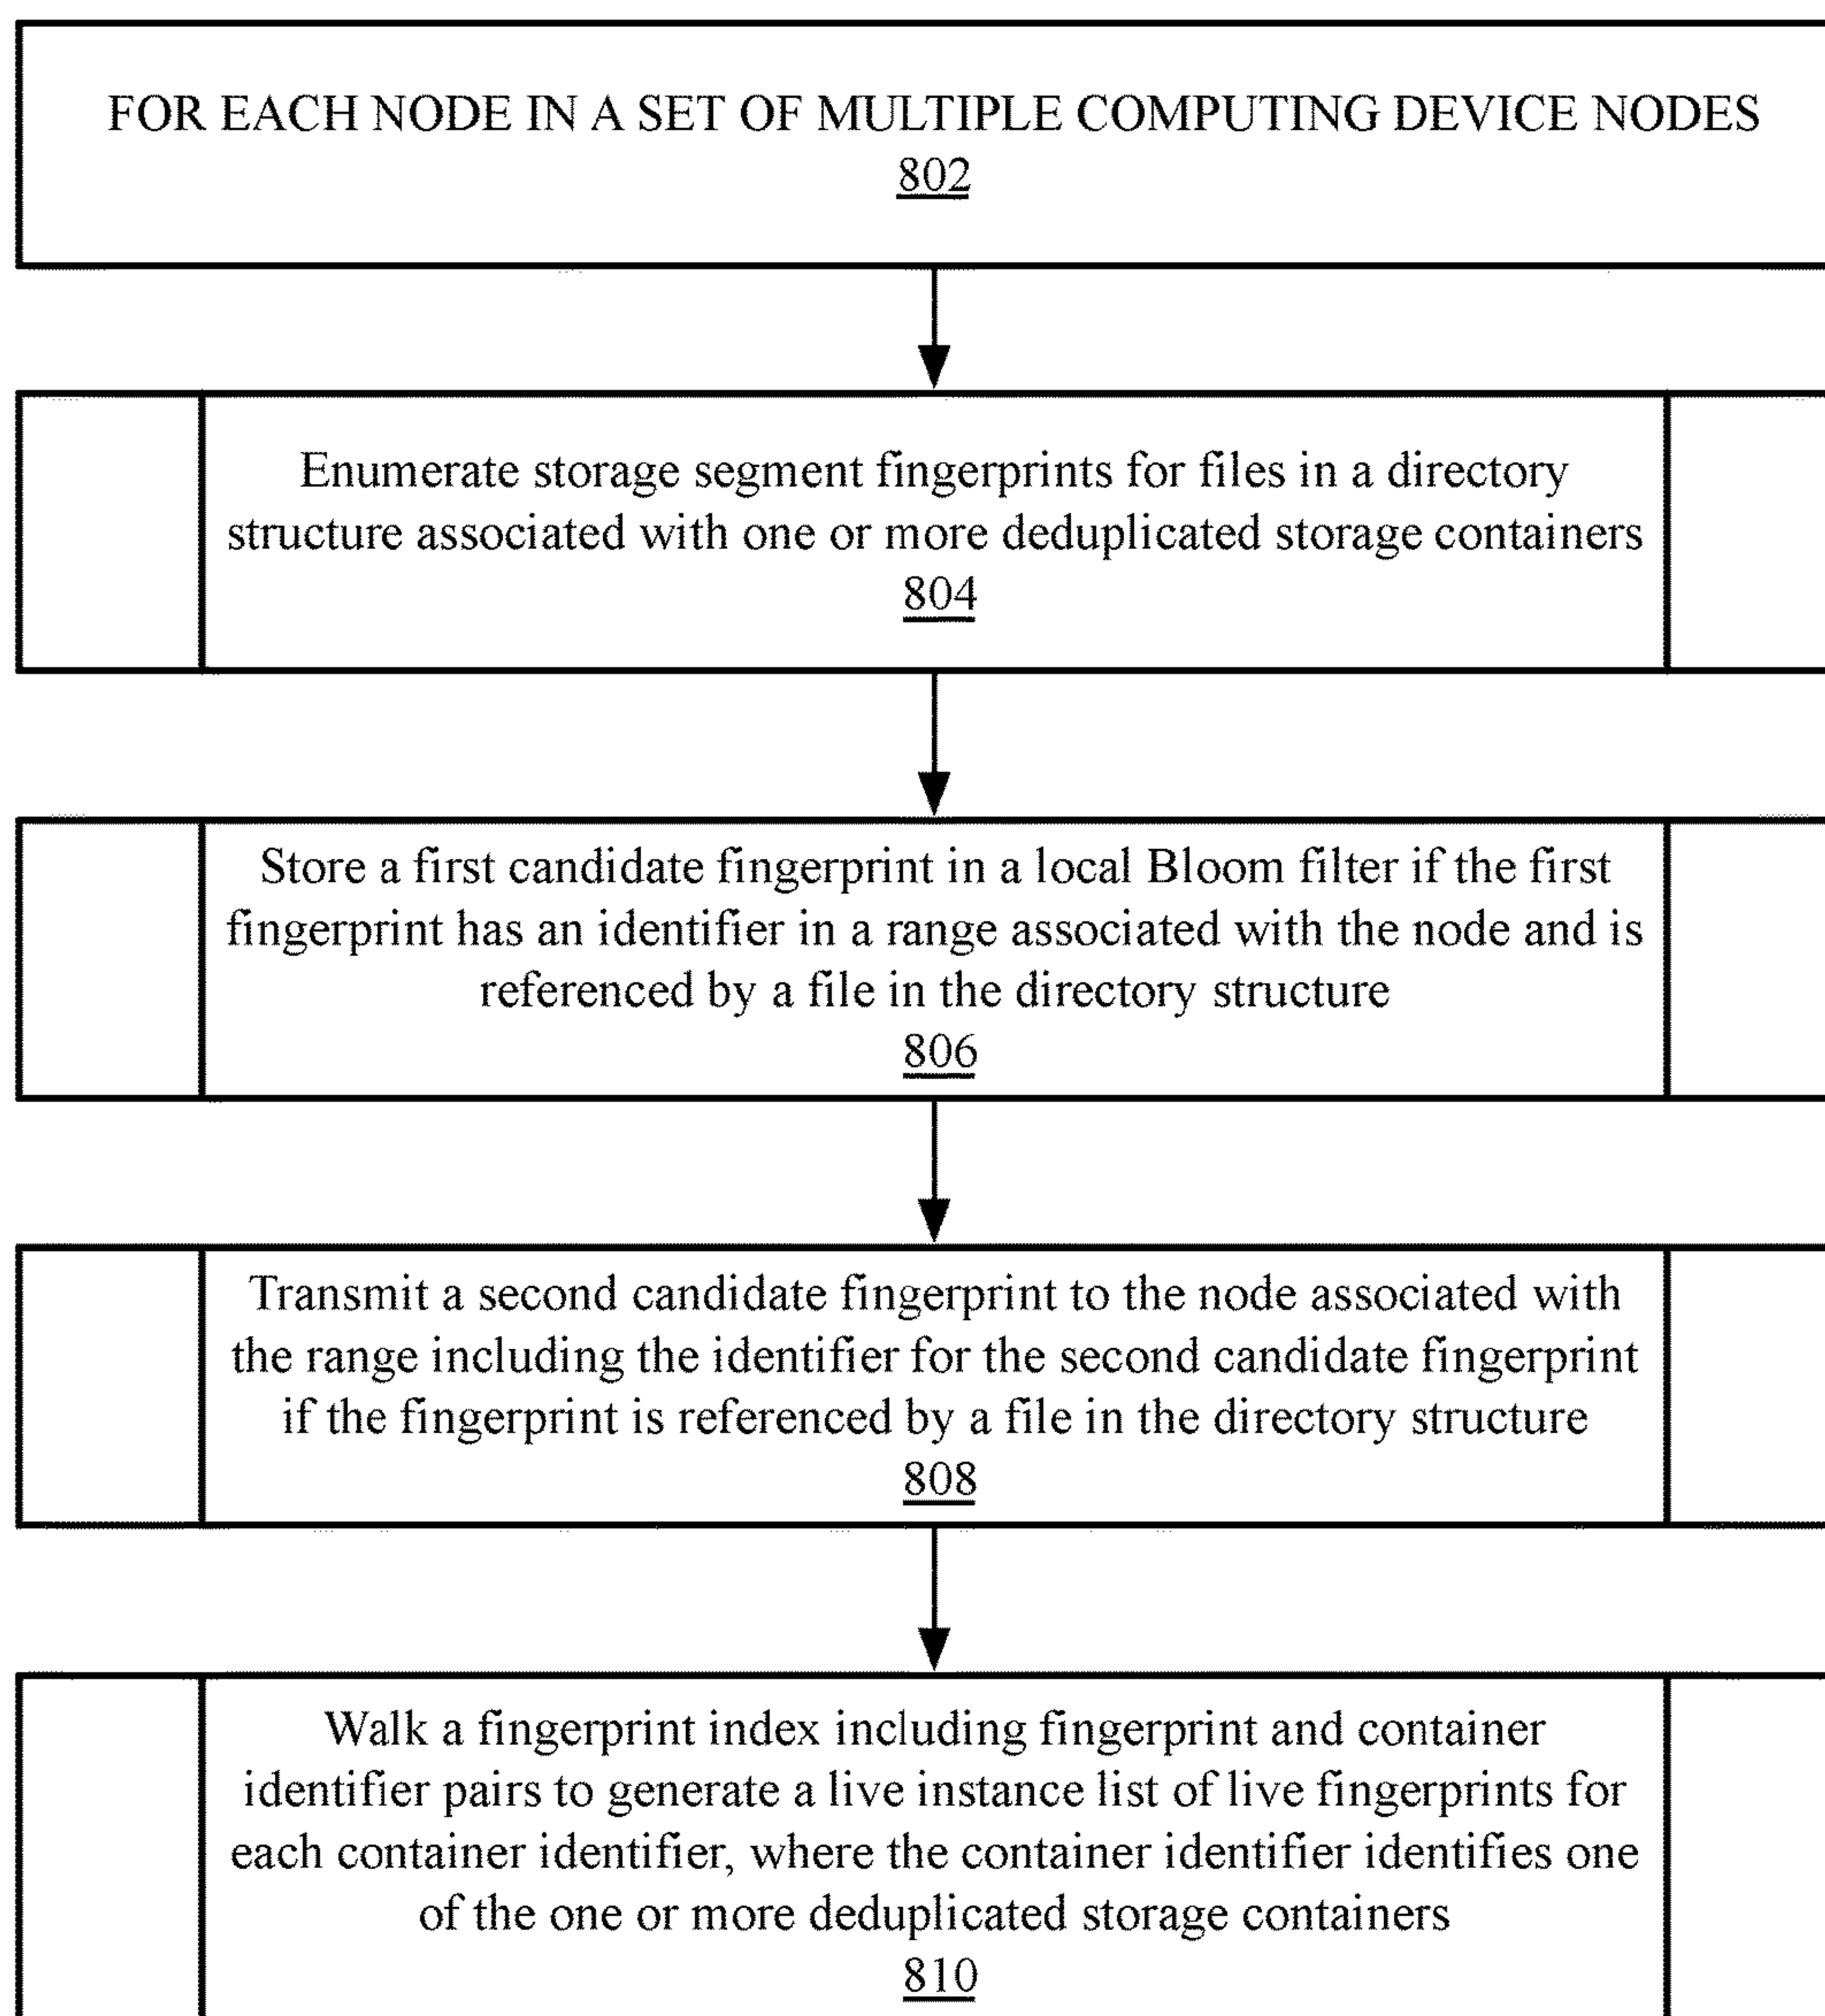 FOR EACH NODE IN A SET OF MULTIPLE COMPUTING DEVICE NODES
802
Enumerate storage segment fingerprints for files in a directory
structure associated with one or more deduplicated storage containers
804
Store a first candidate fingerprint in a local Bloom filter if the first
fingerprint has an identifier in a range associated with the node and is
referenced by a file in the directory structure
806
Transmit a second candidate fingerprint to the node associated with
the range including the identifier for the second candidate fingerprint
if the fingerprint is referenced by a file in the directory structure
808
Walk a fingerprint index including fingerprint and container
identifier pairs to generate a live instance list of live fingerprints for
each container identifier, where the container identifier identifies one
of the one or more deduplicated storage containers
810